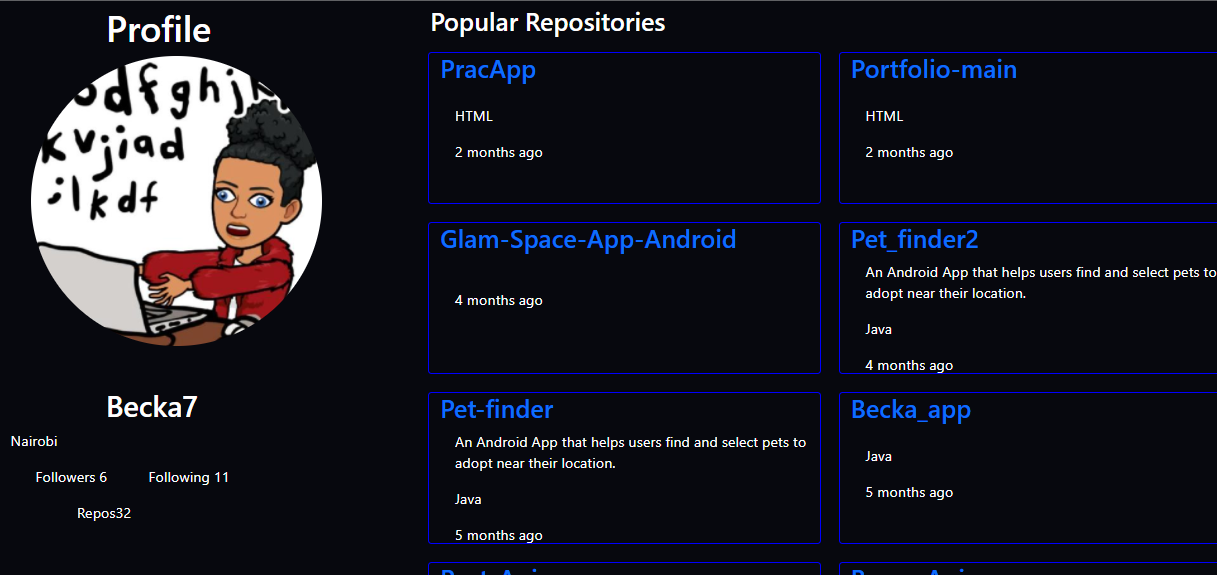 Profile
odfghjk
kvjiad
;lkdf
Becka7
Nairobi
Followers 6 Following 11
Repos32
Popular Repositories
PracApp
HTML
2 months ago
Portfolio-main
HTML
2 months ago
Glam-Space-App-Android
4 months ago
Pet_finder2
An Android App that helps users find and select pets to
adopt near their location.
Java
4 months ago
Pet-finder
An Android App that helps users find and select pets to
adopt near their location.
Java
5 months ago
Becka_app
Java
5 months ago